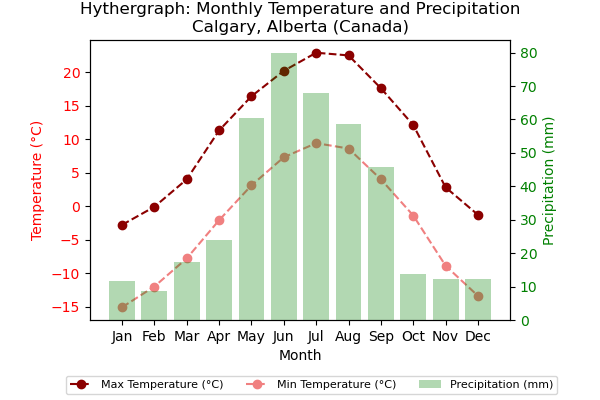 Hythergraph: Monthly Temperature and Precipitation
Calgary, Alberta (Canada)
Temperature (°C)
20
15
10
5
0
−5
−10
−15
Precipitation (mm)
80
70
60
50
40
30
20
10
0
Jan Feb Mar Apr May Jun Jul Aug Sep Oct Nov Dec
Month
Max Temperature (°C) Min Temperature (°C) Precipitation (mm)